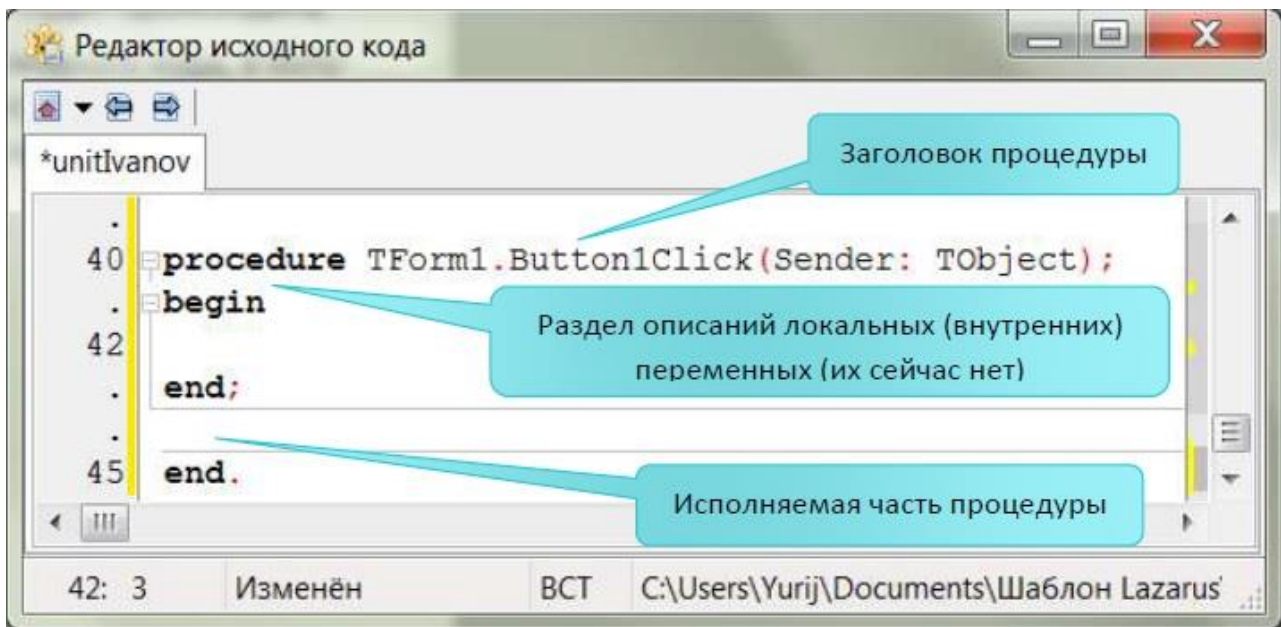 Редактор исходного кода
*unitIvanov
Заголовок процедуры
.
40 procedure TForm1.Button1Click(Sender: TObject);
. begin
Раздел описаний локальных (внутренних)
переменных (их сейчас нет)
42
. end;
.
45 end.
Исполняемая часть процедуры
42: 3 Изменён ВСТ C:\Users\Yurij\Documents\Шаблон Lazarus\